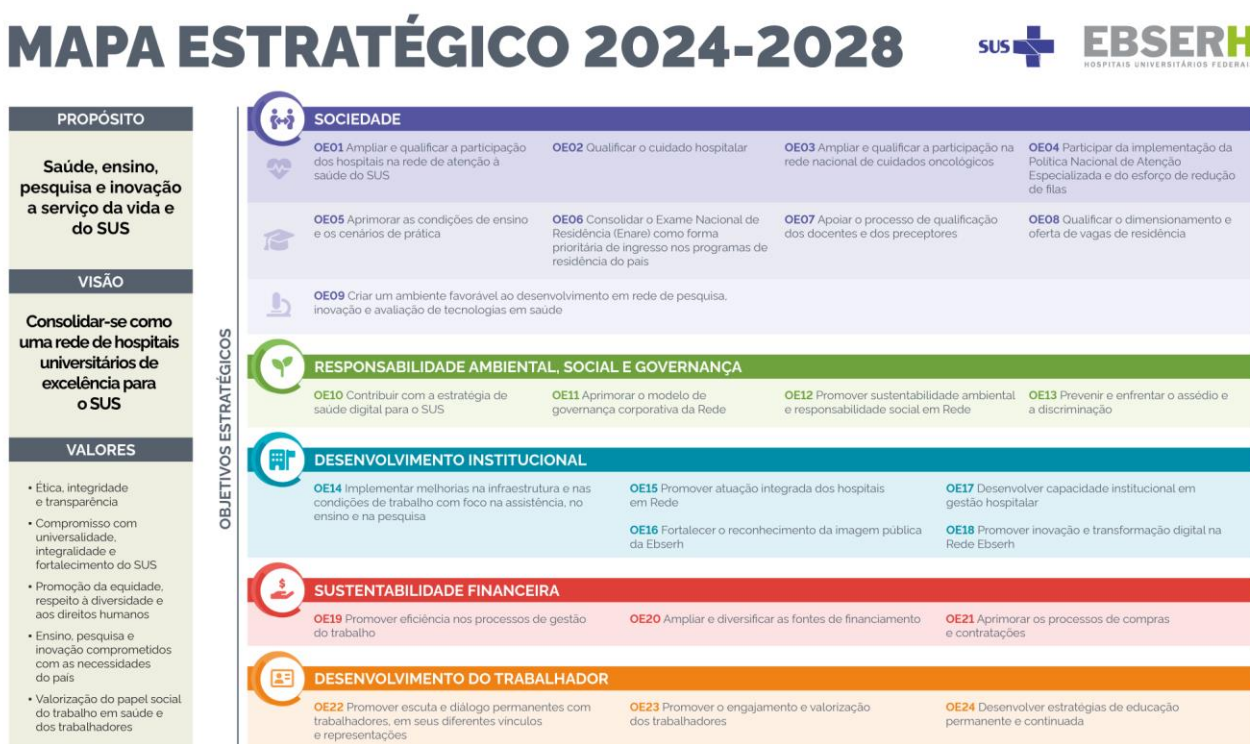 MAPA ESTRATÉGICO 2024-2028
SUS
EBSERH
HOSPITAIS UNIVERSITÁRIOS FEDERAIS
PROPÓSITO
Saúde, ensino,
pesquisa e inovação
a serviço da vida e
do SUS
VISÃO
Consolidar-se como
uma rede de hospitais
universitários de
excelência para
o SUS
VALORES
• Ética, integridade
e transparência
• Compromisso com
universalidade,
integralidade e
fortalecimento do SUS
• Promoção da equidade,
respeito à diversidade e
aos direitos humanos
• Ensino, pesquisa e
inovação comprometidos
com as necessidades
do país
• Valorização do papel social
do trabalho em saúde e
dos trabalhadores
OBJETIVOS ESTRATÉGICOS
SOCIEDADE
OE01 Ampliar e qualificar a participação
dos hospitais na rede de atenção à
saúde do SUS
OE02 Qualificar o cuidado hospitalar
OE03 Ampliar e qualificar a participação na
rede nacional de cuidados oncológicos
OE04 Participar da implementação da
Política Nacional de Atenção
Especializada e do esforço de redução
de filas
OE05 Aprimorar as condições de ensino
e os cenários de prática
OE06 Consolidar o Exame Nacional de
Residência (Enare) como forma
prioritária de ingresso nos programas de
residência do país
OE07 Apoiar o processo de qualificação
dos docentes e dos preceptores
OE08 Qualificar o dimensionamento e
oferta de vagas de residência
OE09 Criar um ambiente favorável ao desenvolvimento em rede de pesquisa,
inovação e avaliação de tecnologias em saúde
RESPONSABILIDADE AMBIENTAL, SOCIAL E GOVERNANÇA
OE10 Contribuir com a estratégia de
saúde digital para o SUS
OE11 Aprimorar o modelo de
governança corporativa da Rede
OE12 Promover sustentabilidade ambiental
e responsabilidade social em Rede
OE13 Prevenir e enfrentar o assédio e
a discriminação
DESENVOLVIMENTO INSTITUCIONAL
OE14 Implementar melhorias na infraestrutura e nas
condições de trabalho com foco na assistência, no
ensino e na pesquisa
OE15 Promover atuação integrada dos hospitais
em Rede
OE16 Fortalecer o reconhecimento da imagem pública
da Ebserh
OE17 Desenvolver capacidade institucional em
gestão hospitalar
OE18 Promover inovação e transformação digital na
Rede Ebserh
SUSTENTABILIDADE FINANCEIRA
OE19 Promover eficiência nos processos de gestão
do trabalho
OE20 Ampliar e diversificar as fontes de financiamento
OE21 Aprimorar os processos de compras
e contratações
DESENVOLVIMENTO DO TRABALHADOR
OE22 Promover escuta e diálogo permanentes com
trabalhadores, em seus diferentes vínculos
e representações
OE23 Promover o engajamento e valorização
dos trabalhadores
OE24 Desenvolver estratégias de educação
permanente e continuada